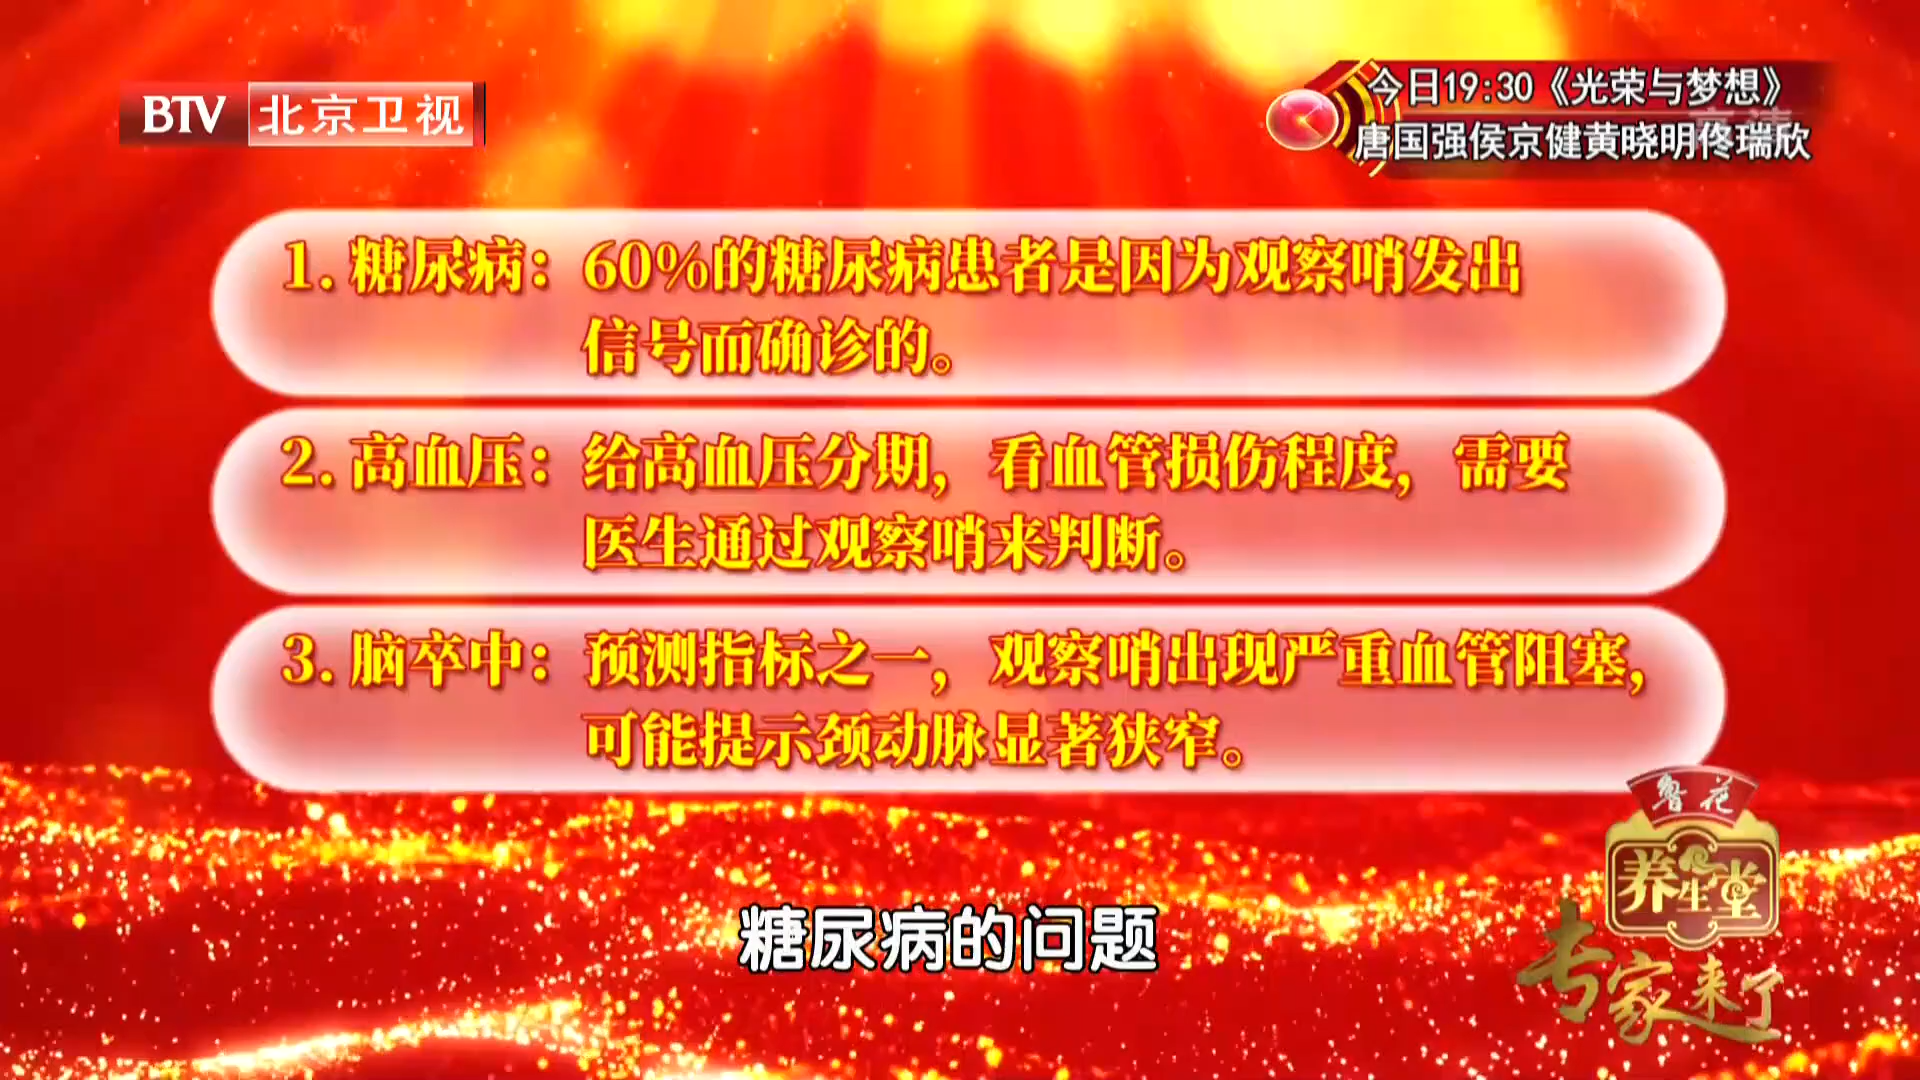 BTV 北京卫视
今日19:30《光荣与梦想》
唐国强侯京健黄晓明佟瑞欣
1. 糖尿病：60%的糖尿病患者是因为观察哨发出
信号而确诊的。
2. 高血压：给高血压分期，看血管损伤程度，需要
医生通过观察哨来判断。
3. 脑卒中：预测指标之一，观察哨出现严重血管阻塞，
可能提示颈动脉显著狭窄。
鲁花
养生堂
专家来了
糖尿病的问题